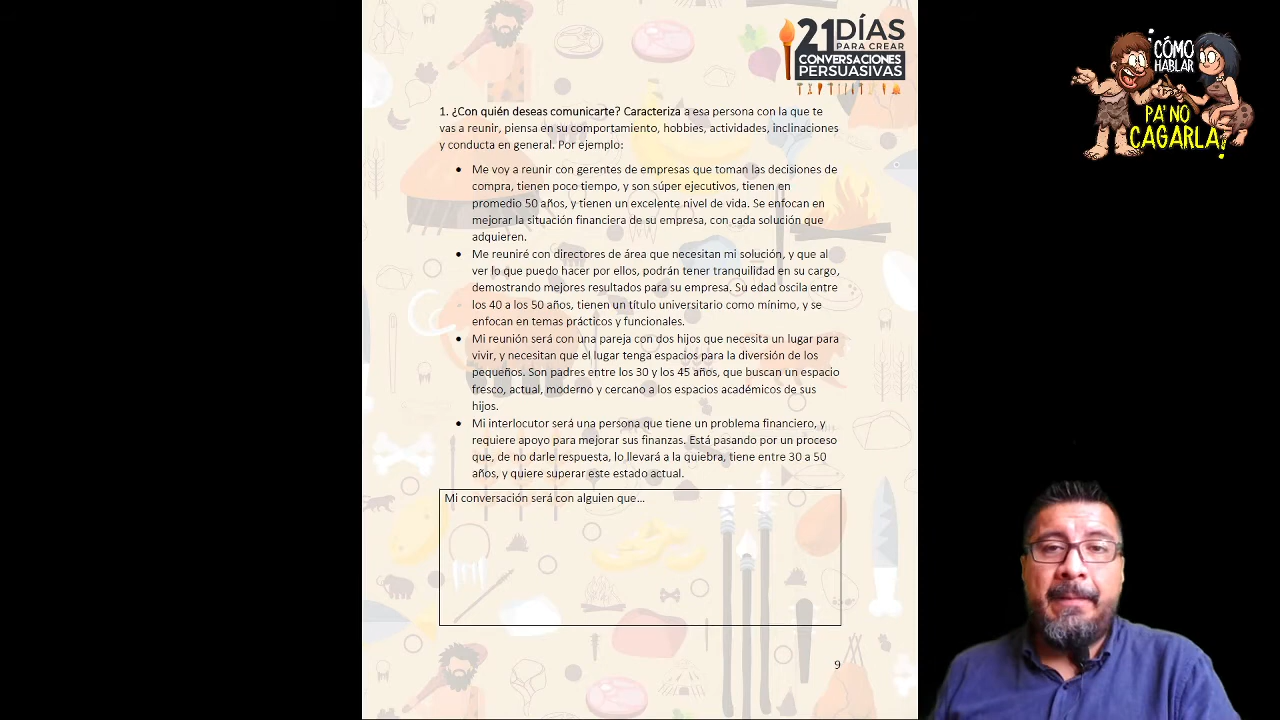 21 DÍAS
PARA CREAR
CONVERSACIONES
PERSUASIVAS
¿CÓMO
HABLAR
PA' NO
CAGARLA!
1. ¿Con quién deseas comunicarte? Caracteriza a esa persona con la que te
vas a reunir, piensa en su comportamiento, hobbies, actividades, inclinaciones
y conducta en general. Por ejemplo:
• Me voy a reunir con gerentes de empresas que toman las decisiones de
compra, tienen poco tiempo, y son súper ejecutivos, tienen en
promedio 50 años, y tienen un excelente nivel de vida. Se enfocan en
mejorar la situación financiera de su empresa, con cada solución que
adquieren.
• Me reuniré con directores de área que necesitan mi solución, y que al
ver lo que puedo hacer por ellos, podrán tener tranquilidad en su cargo,
demostrando mejores resultados para su empresa. Su edad oscila entre
los 40 a los 50 años, tienen un título universitario como mínimo, y se
enfocan en temas prácticos y funcionales.
• Mi reunión será con una pareja con dos hijos que necesita un lugar para
vivir, y necesitan que el lugar tenga espacios para la diversión de los
pequeños. Son padres entre los 30 y los 45 años, que buscan un espacio
fresco, actual, moderno y cercano a los espacios académicos de sus
hijos.
• Mi interlocutor será una persona que tiene un problema financiero, y
requiere apoyo para mejorar sus finanzas. Está pasando por un proceso
que, de no darle respuesta, lo llevará a la quiebra, tiene entre 30 a 50
años, y quiere superar este estado actual.
Mi conversación será con alguien que...
9